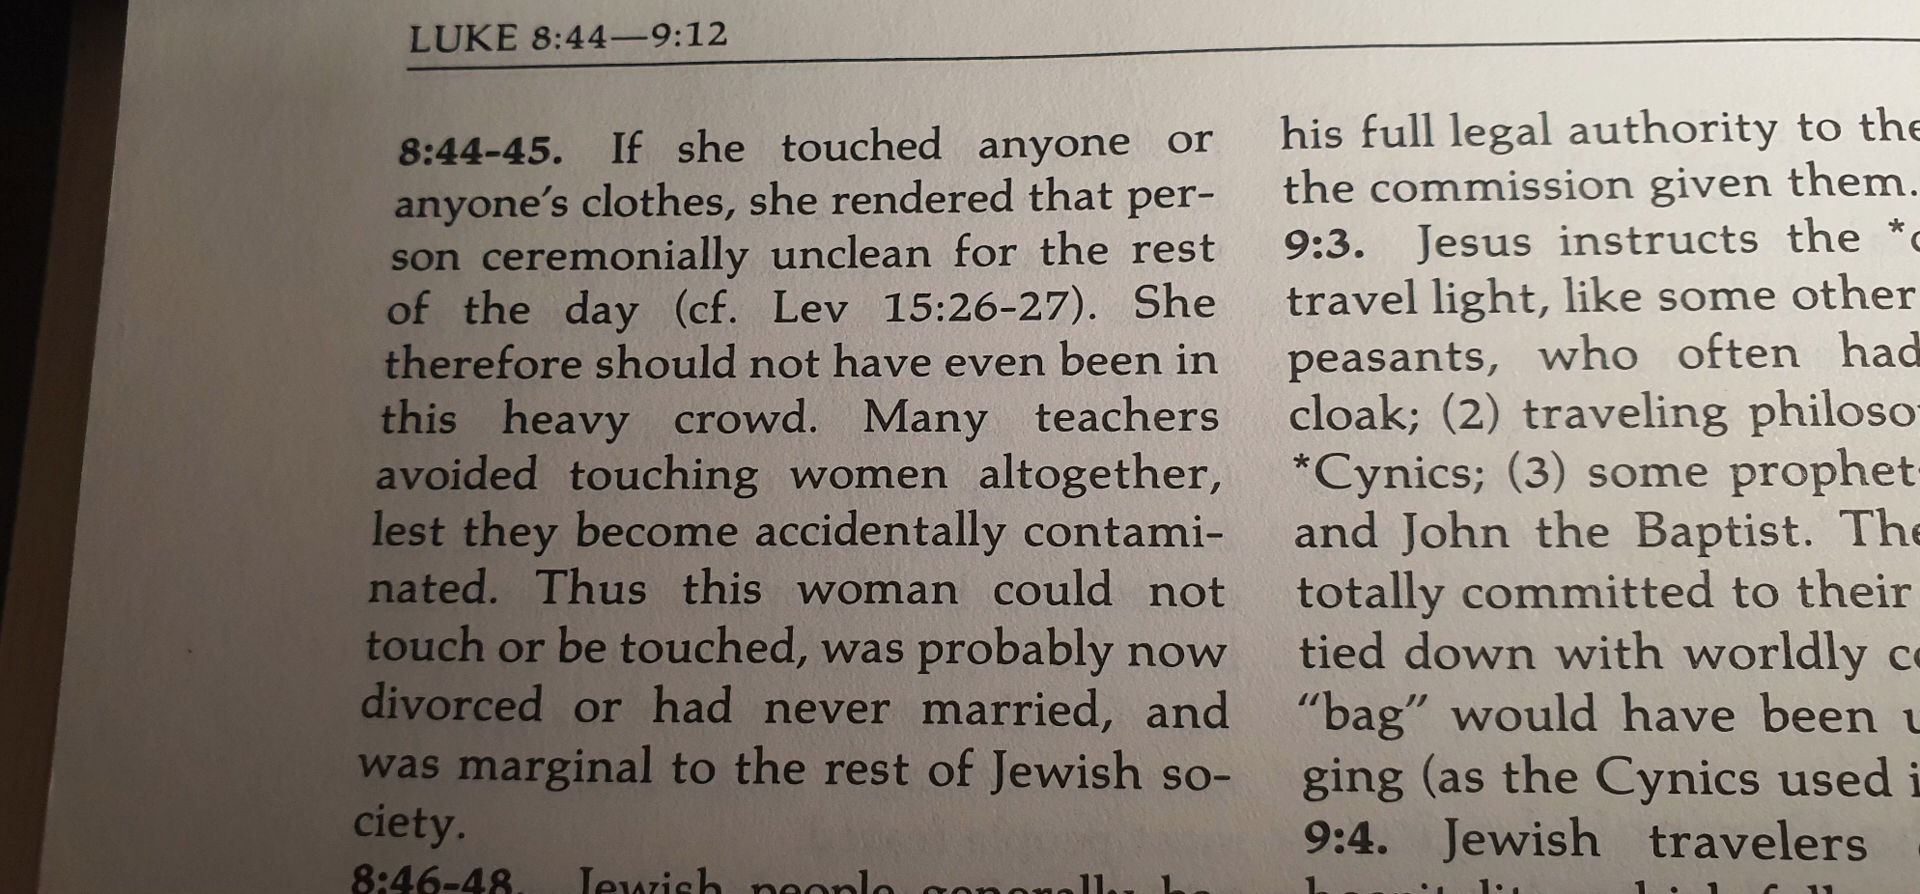 LUKE 8:44—9:12
8:44-45. If she touched anyone or
anyone's clothes, she rendered that per-
son ceremonially unclean for the rest
of the day (cf. Lev 15:26-27). She
therefore should not have even been in
this heavy crowd. Many teachers
avoided touching women altogether,
lest they become accidentally contami-
nated. Thus this woman could not
touch or be touched, was probably now
divorced or had never married, and
was marginal to the rest of Jewish so-
ciety.
8:46-48. Jewish people generally
his full legal authority to the
the commission given them.
9:3. Jesus instructs the
travel light, like some other
peasants, who often had
cloak; (2) traveling
*Cynics; (3) some
and John the Baptist.
totally committed to their
tied down with worldly
“bag” would have been
ging (as the Cynics used
9:4. Jewish travelers